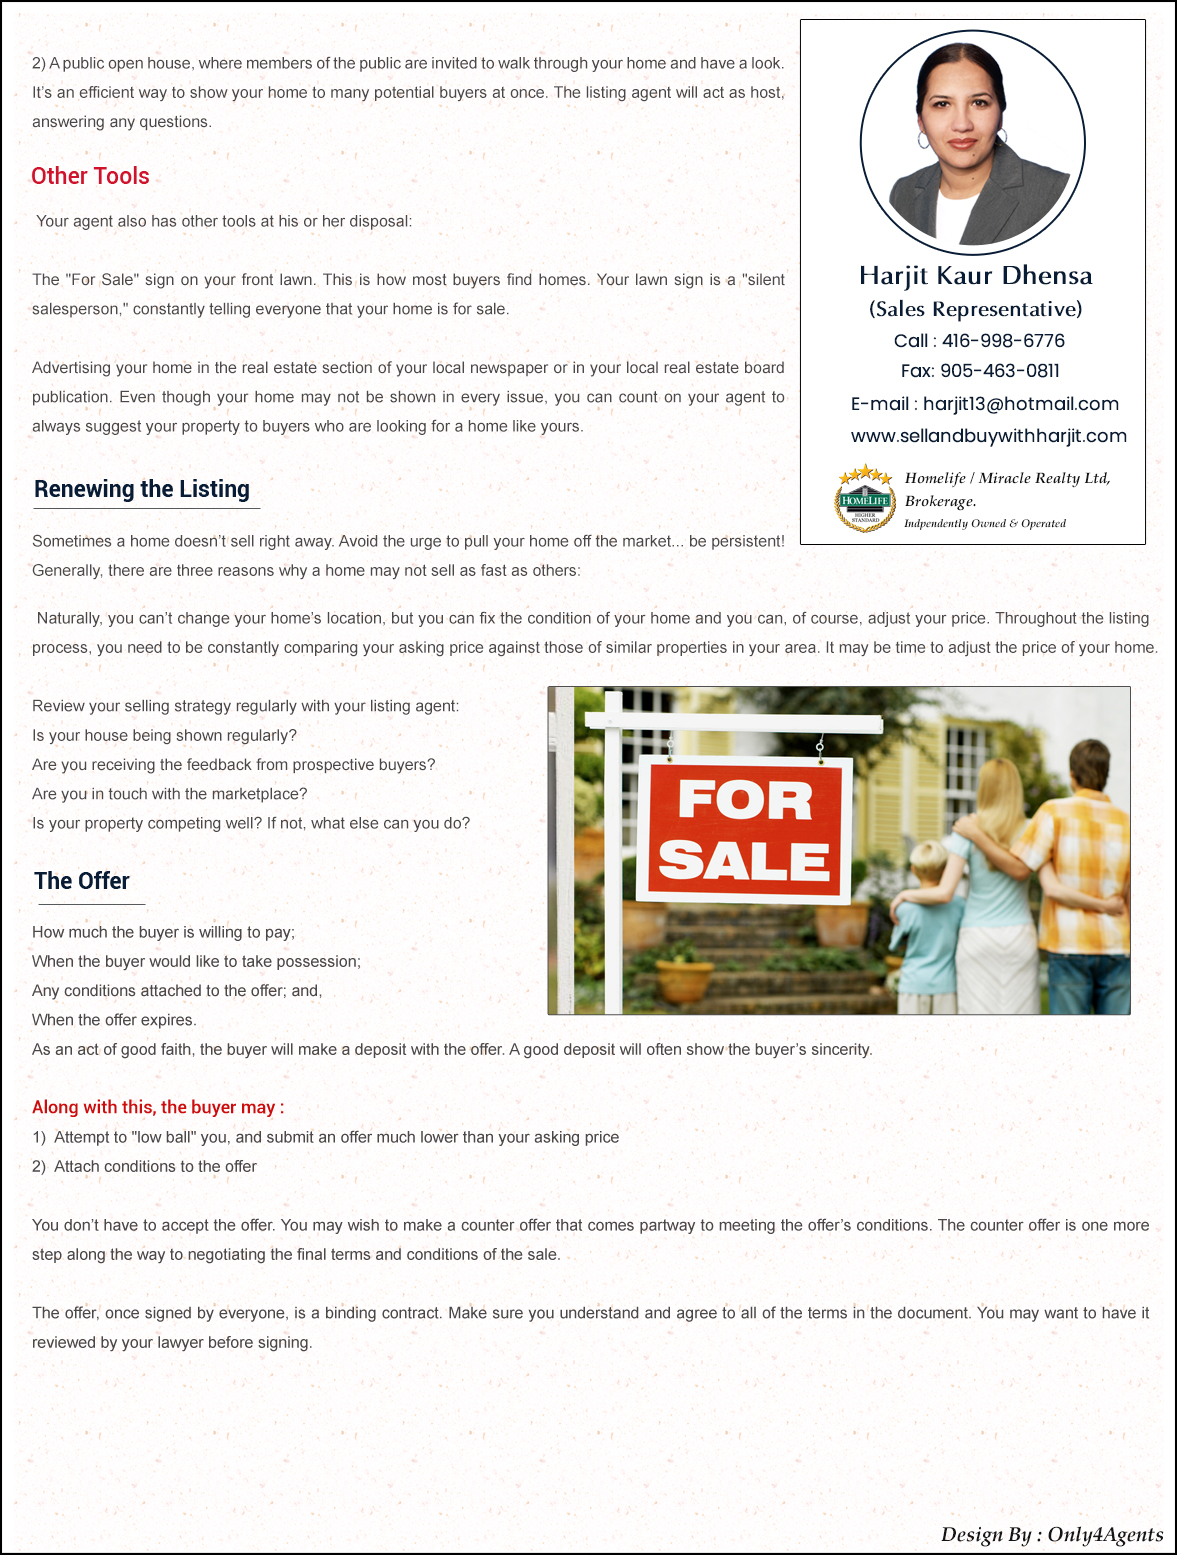 2) A public open house, where members of the public are invited to walk through your home and have a look.
It’s an efficient way to show your home to many potential buyers at once. The listing agent will act as host,
answering any questions.
Other Tools
Your agent also has other tools at his or her disposal:
The "For Sale" sign on your front lawn. This is how most buyers find homes. Your lawn sign is a "silent
salesperson," constantly telling everyone that your home is for sale.
Advertising your home in the real estate section of your local newspaper or in your local real estate board
publication. Even though your home may not be shown in every issue, you can count on your agent to
always suggest your property to buyers who are looking for a home like yours.
Harjit Kaur Dhensa
(Sales Representative)
Call : 416-998-6776
Fax: 905-463-0811
E-mail : harjit13@hotmail.com
www.sellandbuywithharjit.com
HOMELIFE
HIGHER
STANDARD
Homelife / Miracle Realty Ltd,
Brokerage.
Indpendently Owned & Operated
Renewing the Listing
Sometimes a home doesn’t sell right away. Avoid the urge to pull your home off the market... be persistent!
Generally, there are three reasons why a home may not sell as fast as others:
Naturally, you can’t change your home’s location, but you can fix the condition of your home and you can, of course, adjust your price. Throughout the listing
process, you need to be constantly comparing your asking price against those of similar properties in your area. It may be time to adjust the price of your home.
Review your selling strategy regularly with your listing agent:
Is your house being shown regularly?
Are you receiving the feedback from prospective buyers?
Are you in touch with the marketplace?
Is your property competing well? If not, what else can you do?
FOR
SALE
The Offer
How much the buyer is willing to pay;
When the buyer would like to take possession;
Any conditions attached to the offer; and,
When the offer expires.
As an act of good faith, the buyer will make a deposit with the offer. A good deposit will often show the buyer’s sincerity.
Along with this, the buyer may :
1) Attempt to "low ball" you, and submit an offer much lower than your asking price
2) Attach conditions to the offer
You don’t have to accept the offer. You may wish to make a counter offer that comes partway to meeting the offer’s conditions. The counter offer is one more
step along the way to negotiating the final terms and conditions of the sale.
The offer, once signed by everyone, is a binding contract. Make sure you understand and agree to all of the terms in the document. You may want to have it
reviewed by your lawyer before signing.
Design By : Only4Agents